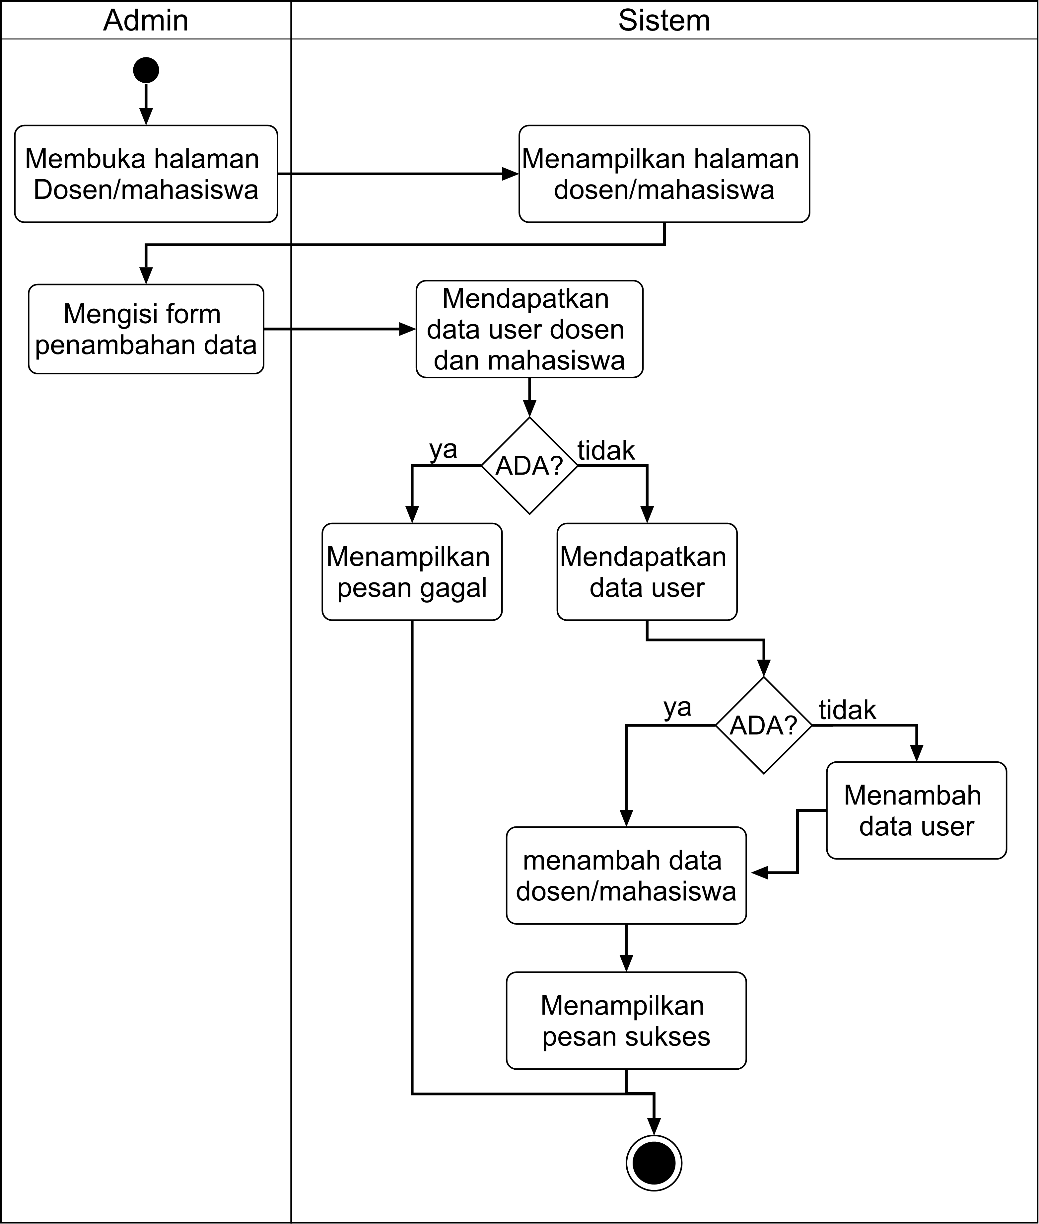 Admin
Sistem
Membuka halaman
Dosen/mahasiswa
Menampilkan halaman
dosen/mahasiswa
Mengisi form
penambahan data
Mendapatkan
data user dosen
dan mahasiswa
ya
ADA?
tidak
Menampilkan
pesan gagal
Mendapatkan
data user
ya
ADA?
tidak
Menambah
data user
menambah data
dosen/mahasiswa
Menampilkan
pesan sukses